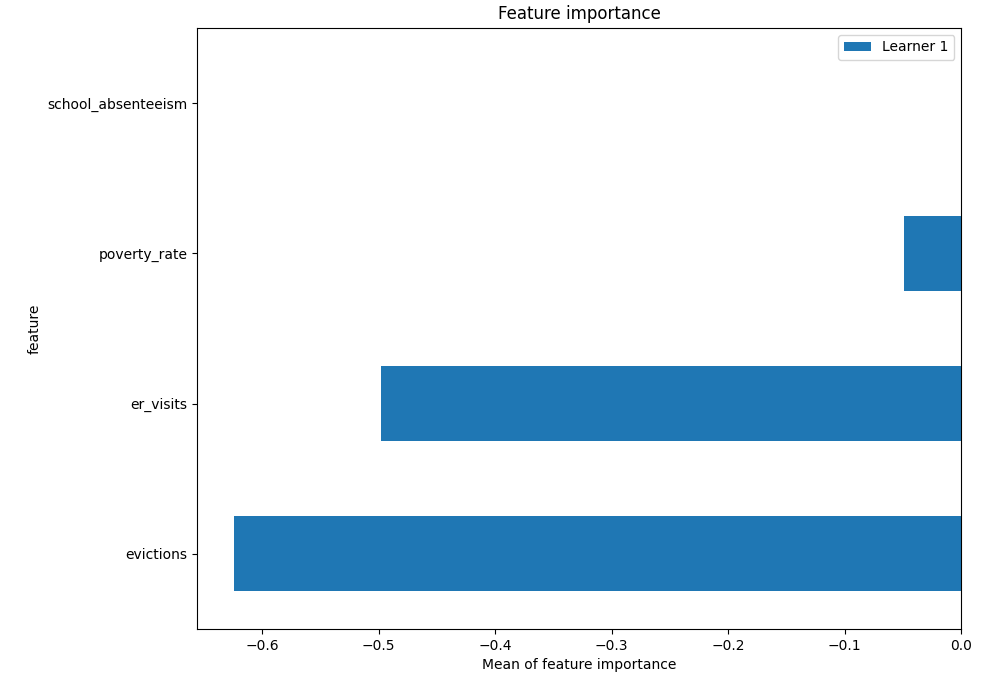 Feature importance
Learner 1
school_absenteeism
poverty_rate
er_visits
evictions
feature
−0.6 −0.5 −0.4 −0.3 −0.2 −0.1 0.0
Mean of feature importance